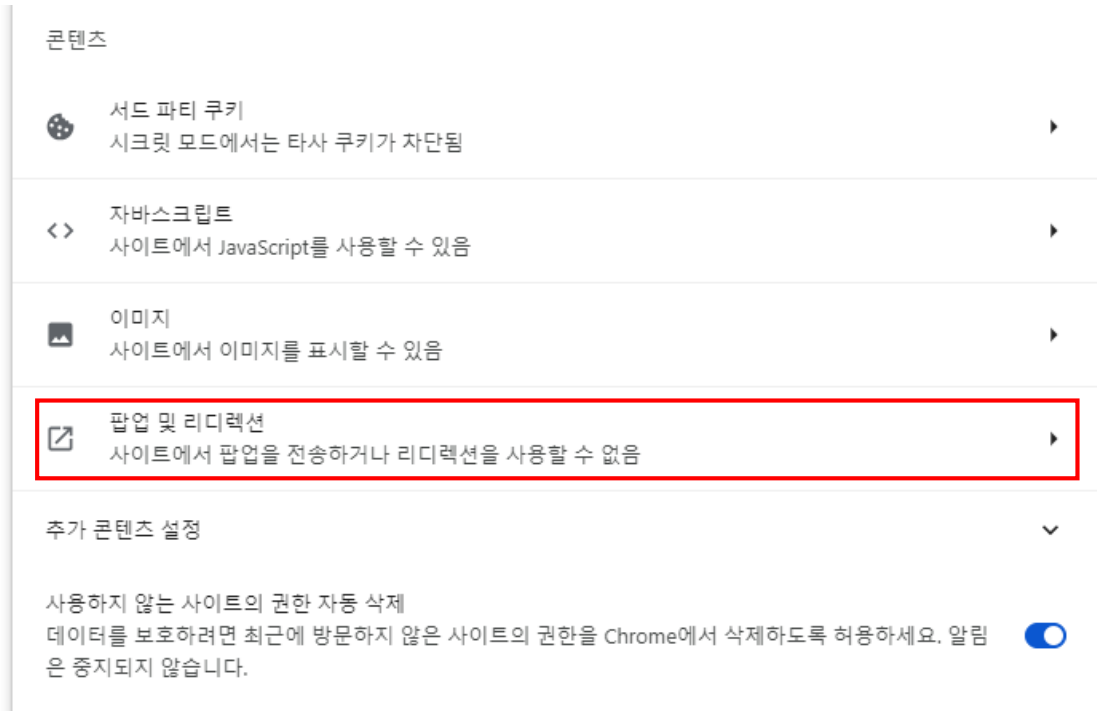 콘텐츠
서드 파티 쿠키
시크릿 모드에서는 타사 쿠키가 차단됨
자바스크립트
사이트에서 JavaScript를 사용할 수 있음
이미지
사이트에서 이미지를 표시할 수 있음
팝업 및 리디렉션
사이트에서 팝업을 전송하거나 리디렉션을 사용할 수 없음
추가 콘텐츠 설정
사용하지 않는 사이트의 권한 자동 삭제
데이터를 보호하려면 최근에 방문하지 않은 사이트의 권한을 Chrome에서 삭제하도록 허용하세요. 알림
은 중지되지 않습니다.